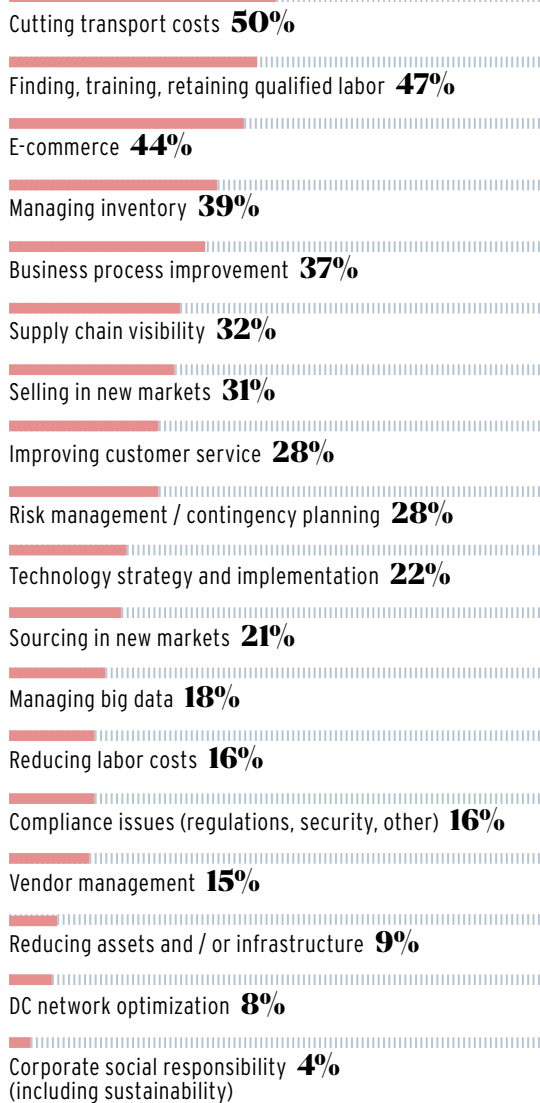 Cutting transport costs 50%
Finding, training, retaining qualified labor 47%
E-commerce 44%
Managing inventory 39%
Business process improvement 37%
Supply chain visibility 32%
Selling in new markets 31%
Improving customer service 28%
Risk management / contingency planning 28%
Technology strategy and implementation 22%
Sourcing in new markets 21%
Managing big data 18%
Reducing labor costs 16%
Compliance issues (regulations, security, other) 16%
Vendor management 15%
Reducing assets and / or infrastructure 9%
DC network optimization 8%
Corporate social responsibility 4%
(including sustainability)